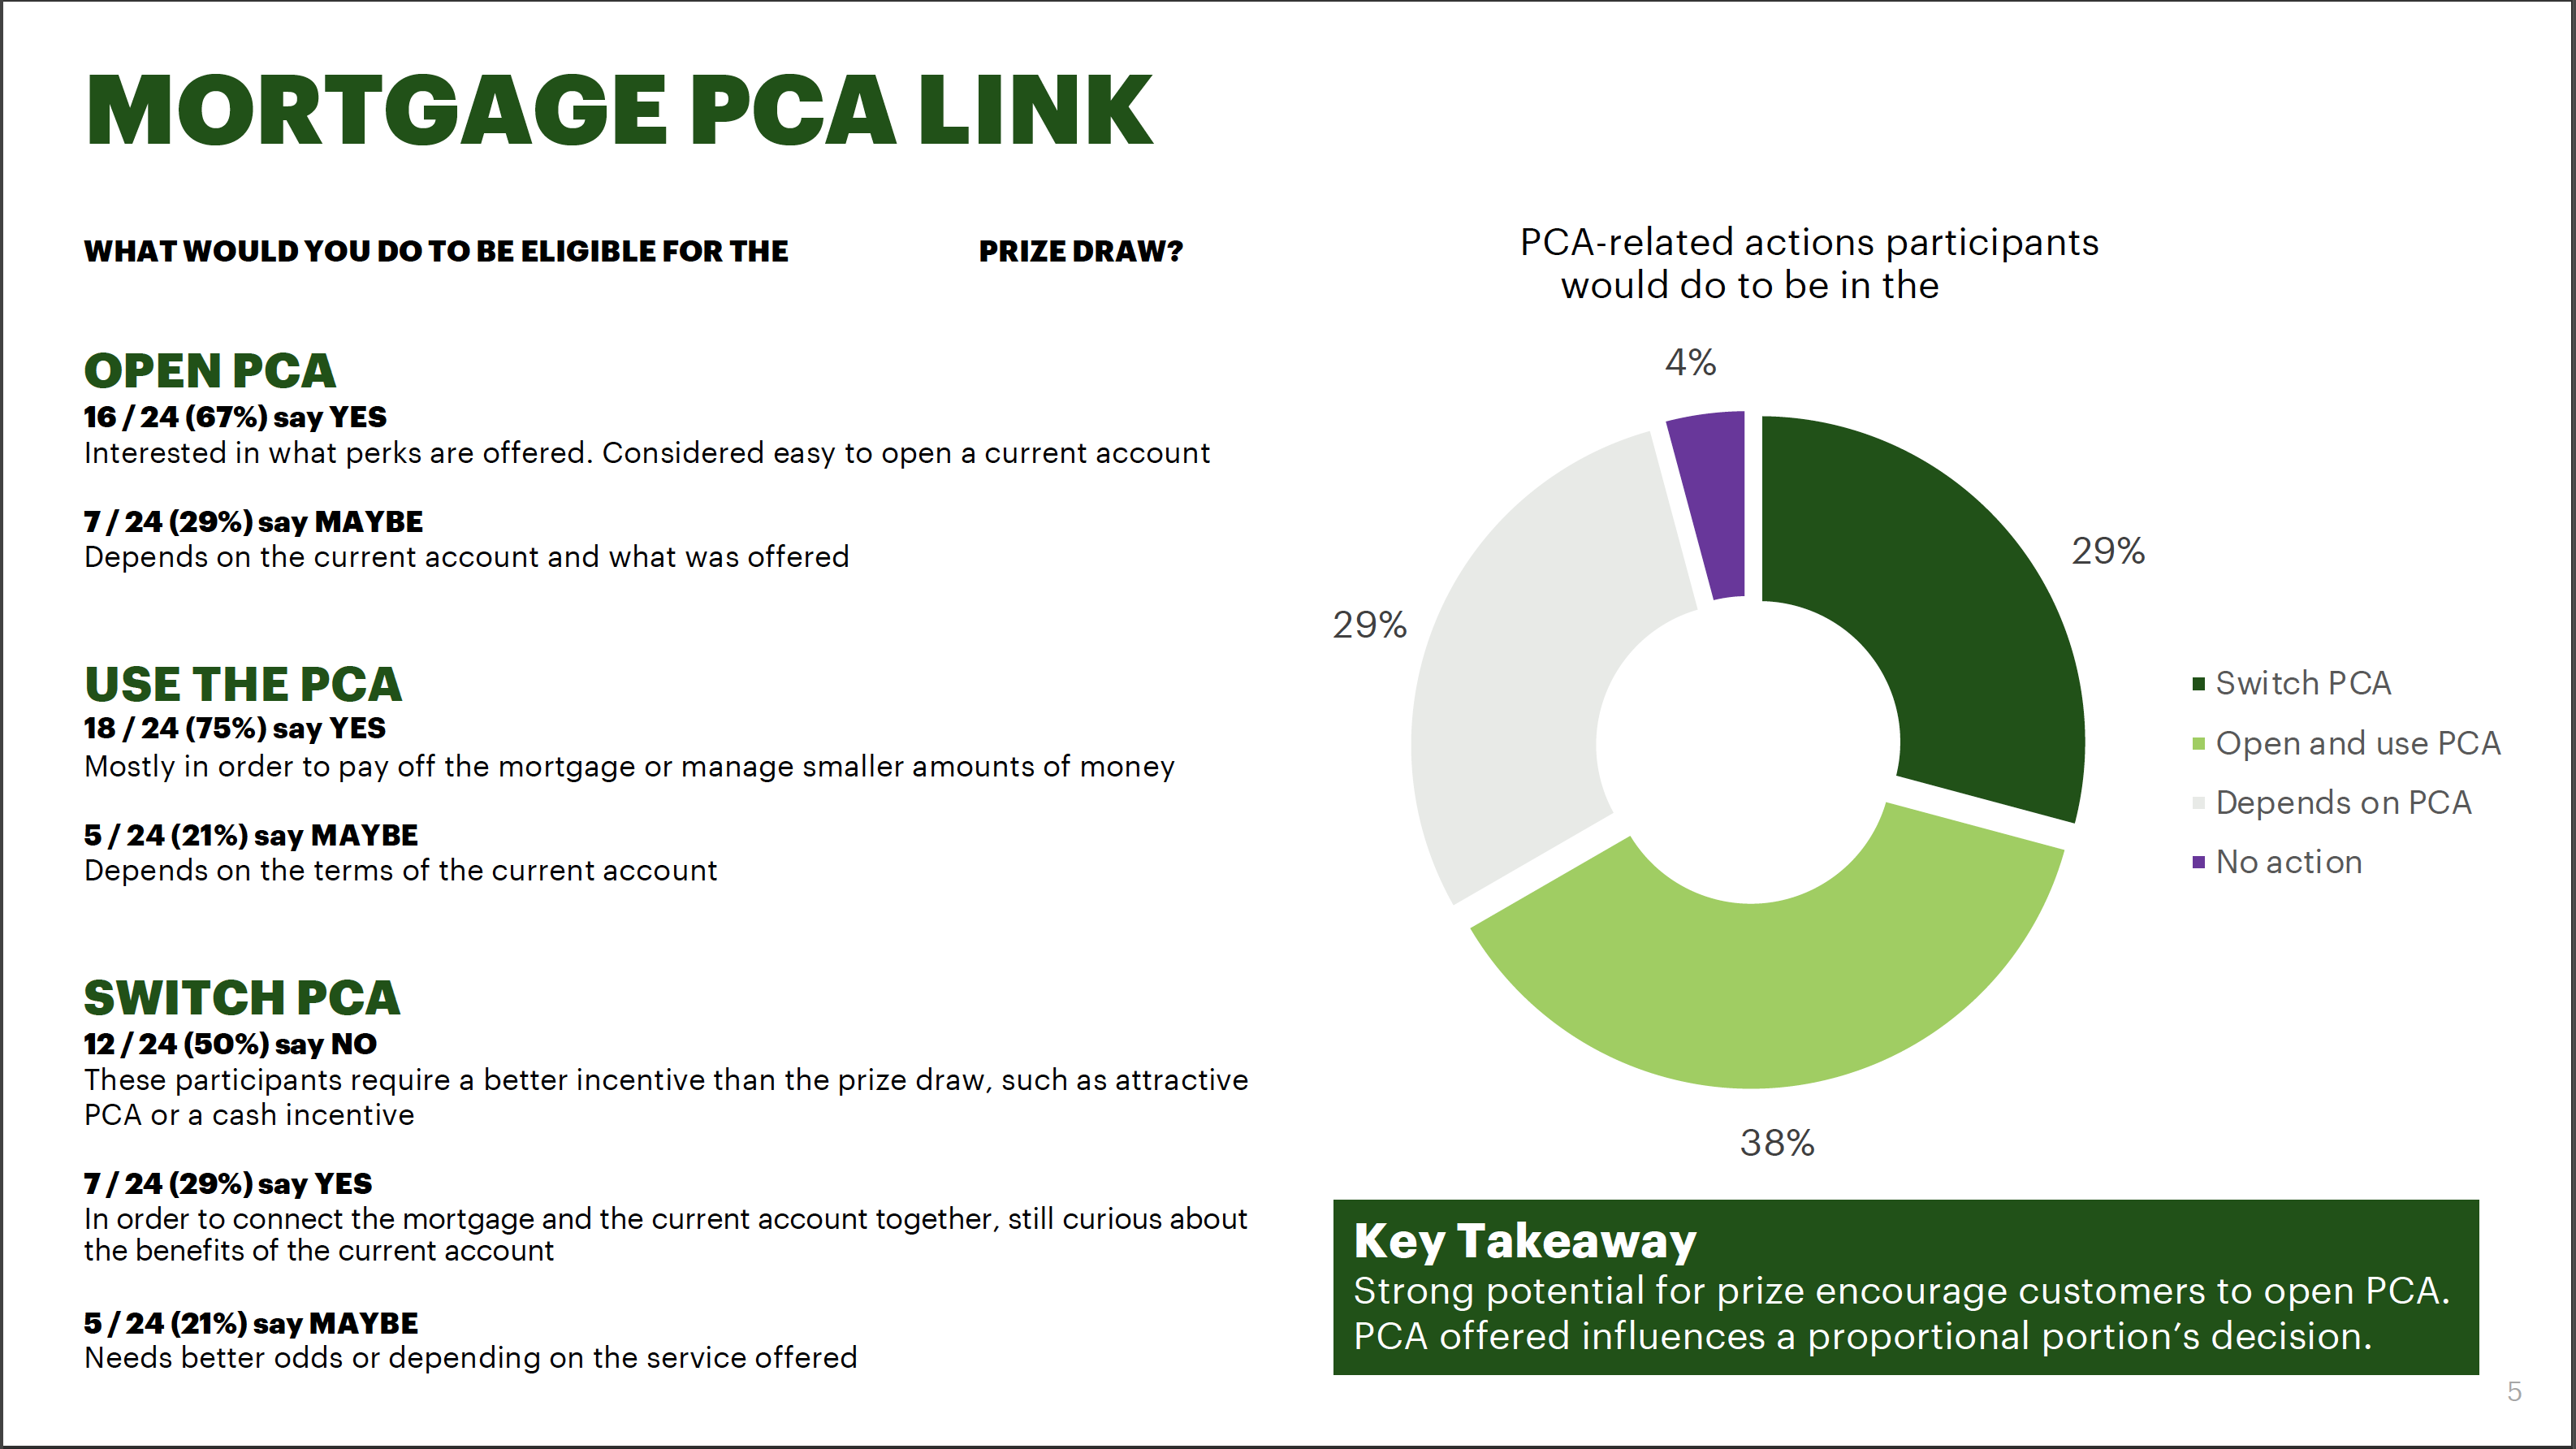 MORTGAGE PCA LINK
WHAT WOULD YOU DO TO BE ELIGIBLE FOR THE PRIZE DRAW?
OPEN PCA
16 / 24 (67%) say YES
Interested in what perks are offered. Considered easy to open a current account
7 / 24 (29%) say MAYBE
Depends on the current account and what was offered
USE THE PCA
18 / 24 (75%) say YES
Mostly in order to pay off the mortgage or manage smaller amounts of money
5 / 24 (21%) say MAYBE
Depends on the terms of the current account
SWITCH PCA
12 / 24 (50%) say NO
These participants require a better incentive than the prize draw, such as attractive
PCA or a cash incentive
7 / 24 (29%) say YES
In order to connect the mortgage and the current account together, still curious about
the benefits of the current account
5 / 24 (21%) say MAYBE
Needs better odds or depending on the service offered
PCA-related actions participants
would do to be in the
4%
29%
29%
38%
Switch PCA
Open and use PCA
Depends on PCA
No action
Key Takeaway
Strong potential for prize encourage customers to open PCA.
PCA offered influences a proportional portion’s decision.
5